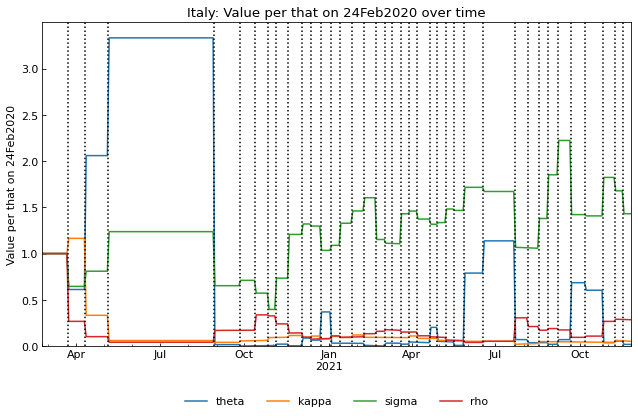 Italy: Value per that on 24Feb2020 over time
Value per that on 24Feb2020
3.0
2.5
2.0
1.5
1.0
0.5
0.0
Apr Jul Oct Jan Apr Jul Oct
2021
theta kappa sigma rho